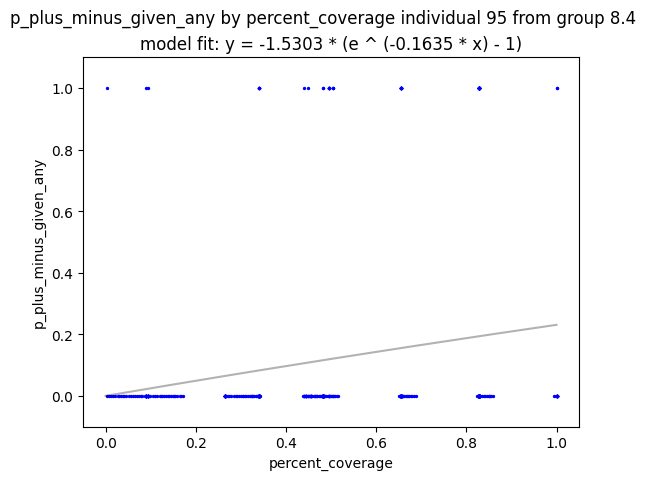 p_plus_minus_given_any by percent_coverage individual 95 from group 8.4
model fit: y = -1.5303 * (e ^ (-0.1635 * x) - 1)
1.0
0.8
0.6
0.4
0.2
0.0
p_plus_minus_given_any
0.0 0.2 0.4 0.6 0.8 1.0
percent_coverage